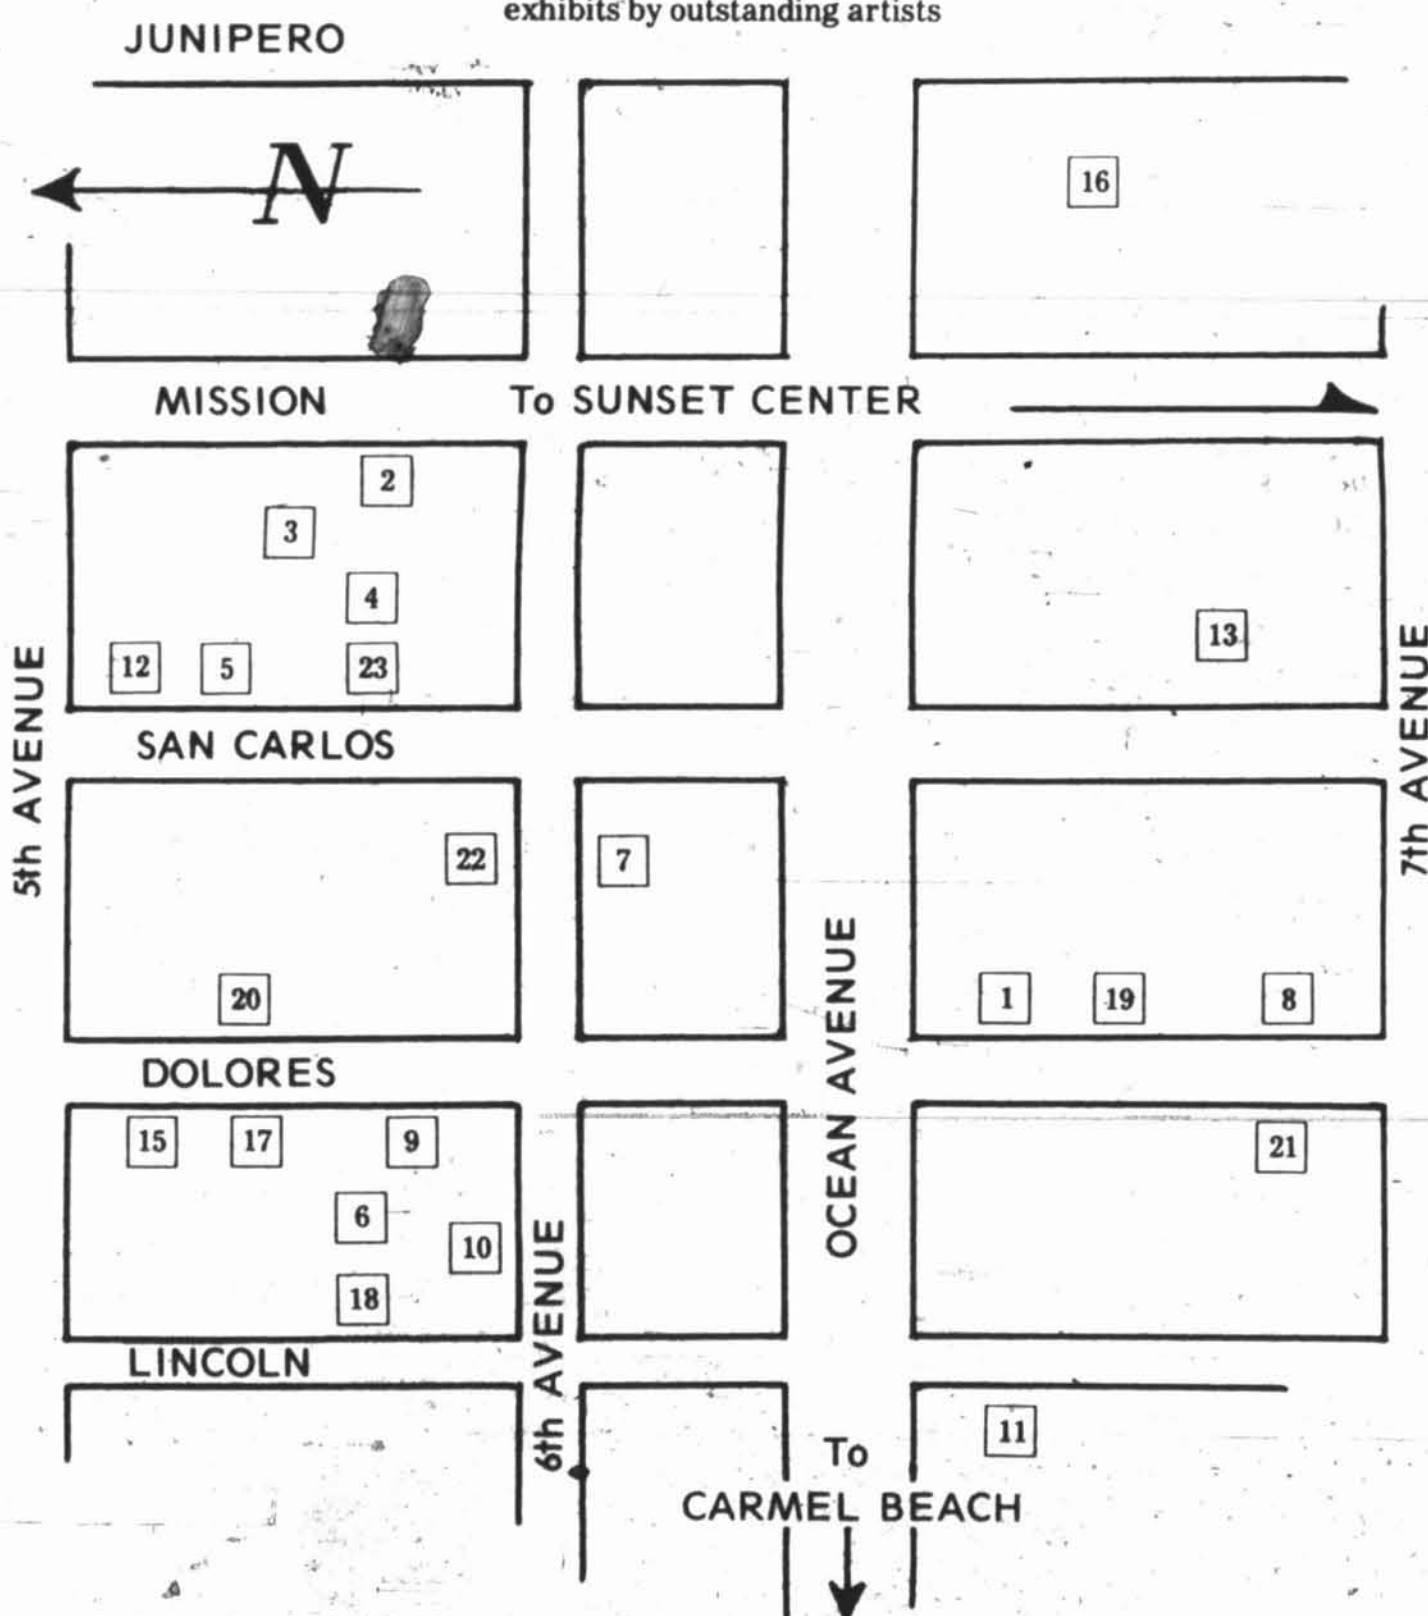 exhibits by outstanding artists
JUNIPERO
N
16
MISSION
To SUNSET CENTER
2
3
4
12
5
23
13
5th AVENUE
7th AVENUE
SAN CARLOS
22
7
20
1
19
8
OCEAN AVENUE
DOLORES
15
17
9
21
6
10
18
6th AVENUE
LINCOLN
11
To
CARMEL BEACH